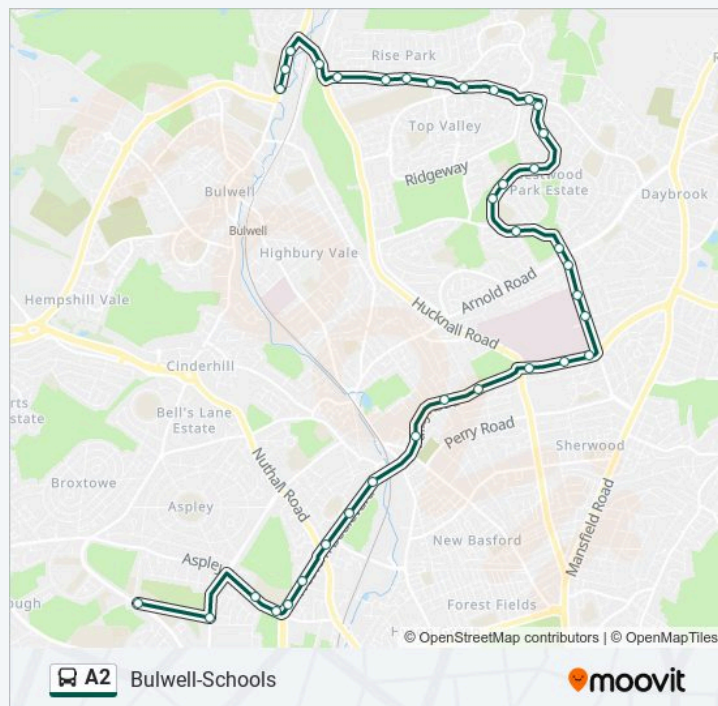 Rise Park
Top Valley
Ridgeway
Bulwell
Park Estate
Daybrook
Bulwell
Highbury Vale
Arnold Road
Hempshill Vale
Hucknall Road
Cinderhill
Bell's Lane
Estate
Estate
Perry Road
Sherwood
Nuthall Road
Broxtowe
Aspley
Mansfield Road
New Basford
Aspley
Forest Fields
© OpenStreetMap contributors | © OpenMapTiles
A2 Bulwell-Schools
moovit